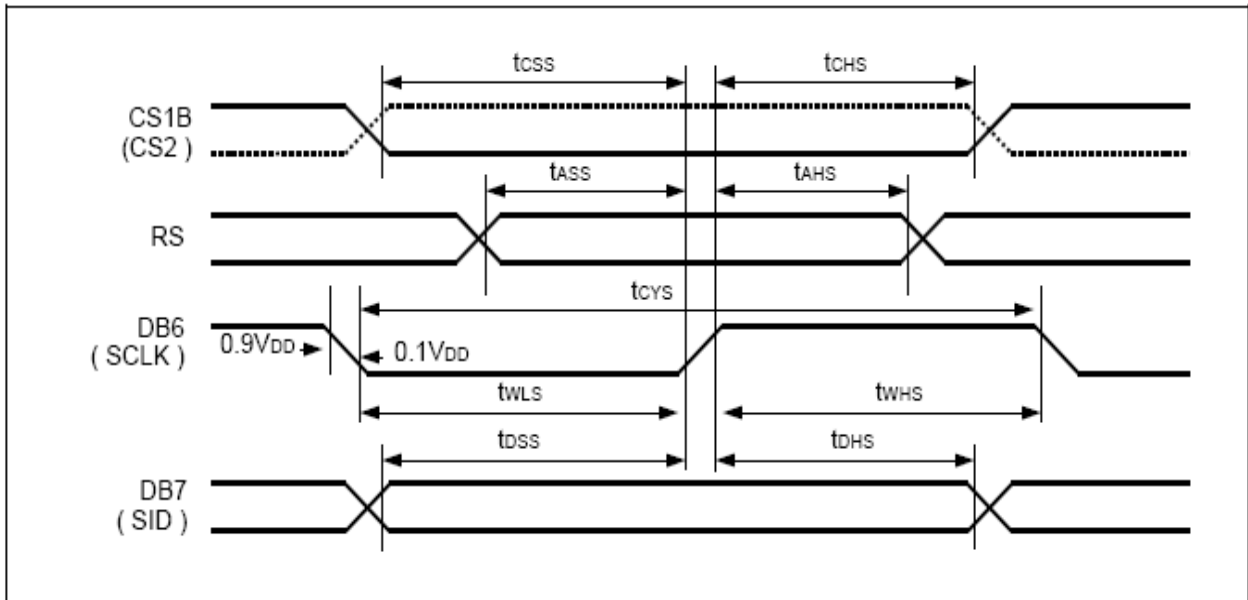 tCSS tCHS
CS1B
(CS2 )
tASS tAHS
RS
tCYS
DB6
( SCLK )
0.9VDD 0.1VDD
tWLS tWHS
tDSS tDHS
DB7
( SID )